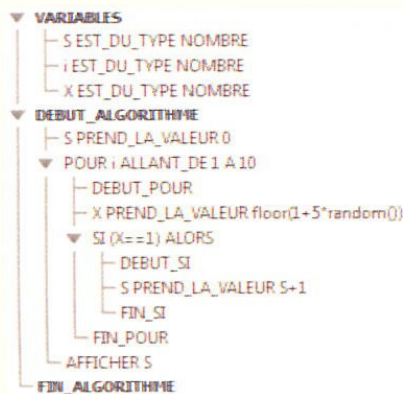 VARIABLES
S EST_DU_TYPE NOMBRE
i EST_DU_TYPE NOMBRE
X EST_DU_TYPE NOMBRE
DEBUT_ALGORITHME
S PREND_LA_VALEUR 0
POUR i ALLANT_DE 1 A 10
DEBUT_POUR
X PREND_LA_VALEUR floor(1+5*random())
SI (X==1) ALORS
DEBUT_SI
S PREND_LA_VALEUR S+1
FIN_SI
FIN_POUR
AFFICHER S
FIN_ALGORITHME